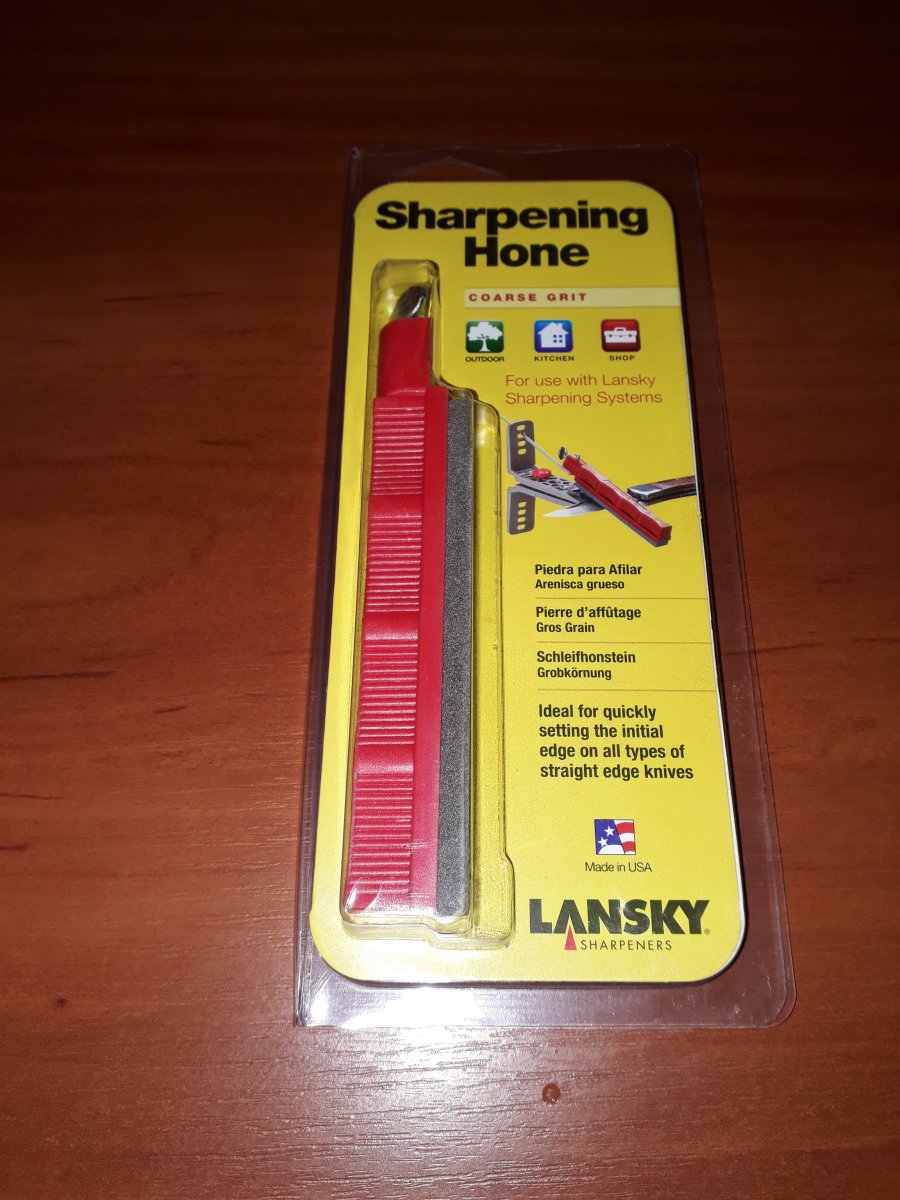 Sharpening
Hone
COARSE GRIT
OUTDOOR
KITCHEN
SHOP
For use with Lansky
Sharpening Systems
Piedra para Afilar
Arenisca grueso
Pierre d'affûtage
Gros Grain
Schleifhonstein
Grobkörnung
Ideal for quickly
setting the initial
edge on all types of
straight edge knives
Made in USA
LANSKY®
SHARPENERS